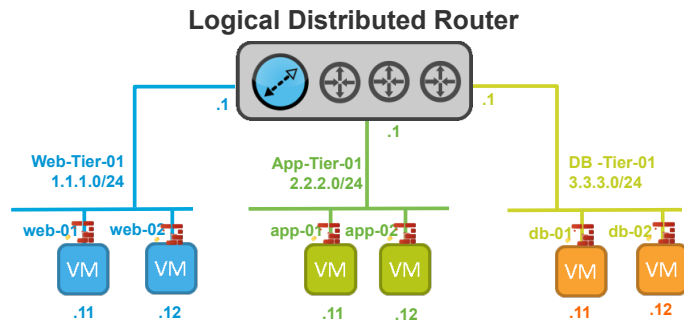 Logical Distributed Router
.1
.1
.1
Web-Tier-01
1.1.1.0/24
App-Tier-01
2.2.2.0/24
DB -Tier-01
3.3.3.0/24
web-01
web-02
app-01
app-02
db-01
db-02
VM
VM
VM
VM
VM
VM
.11
.12
.11
.12
.11
.12